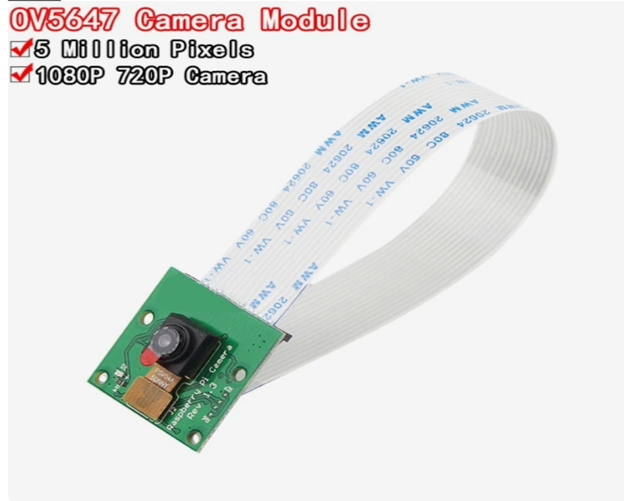 OV5647 Camera Module
5 Million Pixels
1080P 720P Camera
AWM 20624 80C 60V VW-1
AWM 20624 80C 60V VW-1
AWM 20624 80C 60V VW-1
AWM 20624
Raspberry Pi Camera
Rev 1.3